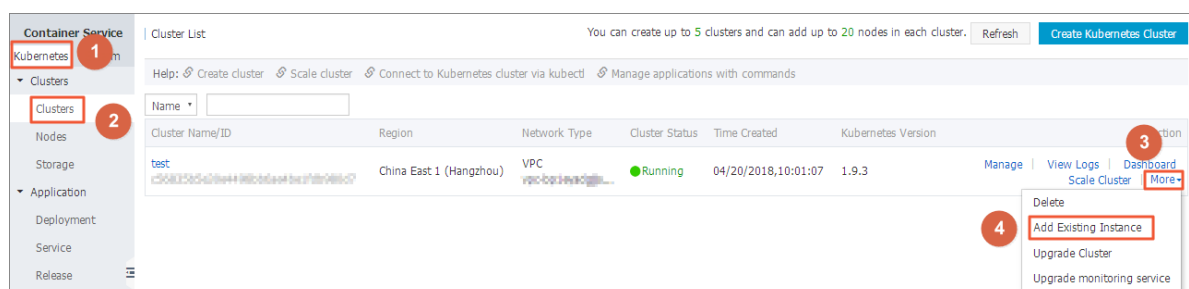 Container Service
Kubernetes
1
m
Clusters
Clusters
2
Nodes
Storage
Application
Deployment
Service
Release
Cluster List
You can create up to 5 clusters and can add up to 20 nodes in each cluster.
Refresh
Create Kubernetes Cluster
Help: Create cluster Scale cluster Connect to Kubernetes cluster via kubectl Manage applications with commands
Name
Cluster Name/ID Region Network Type Cluster Status Time Created Kubernetes Version
3
test China East 1 (Hangzhou) VPC Running 04/20/2018,10:01:07 1.9.3 Manage | View Logs | Dashboard
Scale Cluster | More
Delete
4
Add Existing Instance
Upgrade Cluster
Upgrade monitoring service